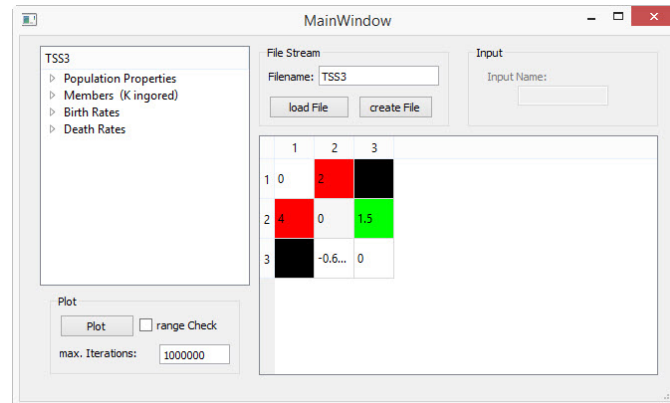 MainWindow
TSS3
Population Properties
Members (K ingored)
Birth Rates
Death Rates
File Stream
Filename: TSS3
load File create File
Input
Input Name:
1 2 3
1 0 2
2 4 0 1.5
3 -0.6... 0
Plot
Plot range Check
max. Iterations: 1000000